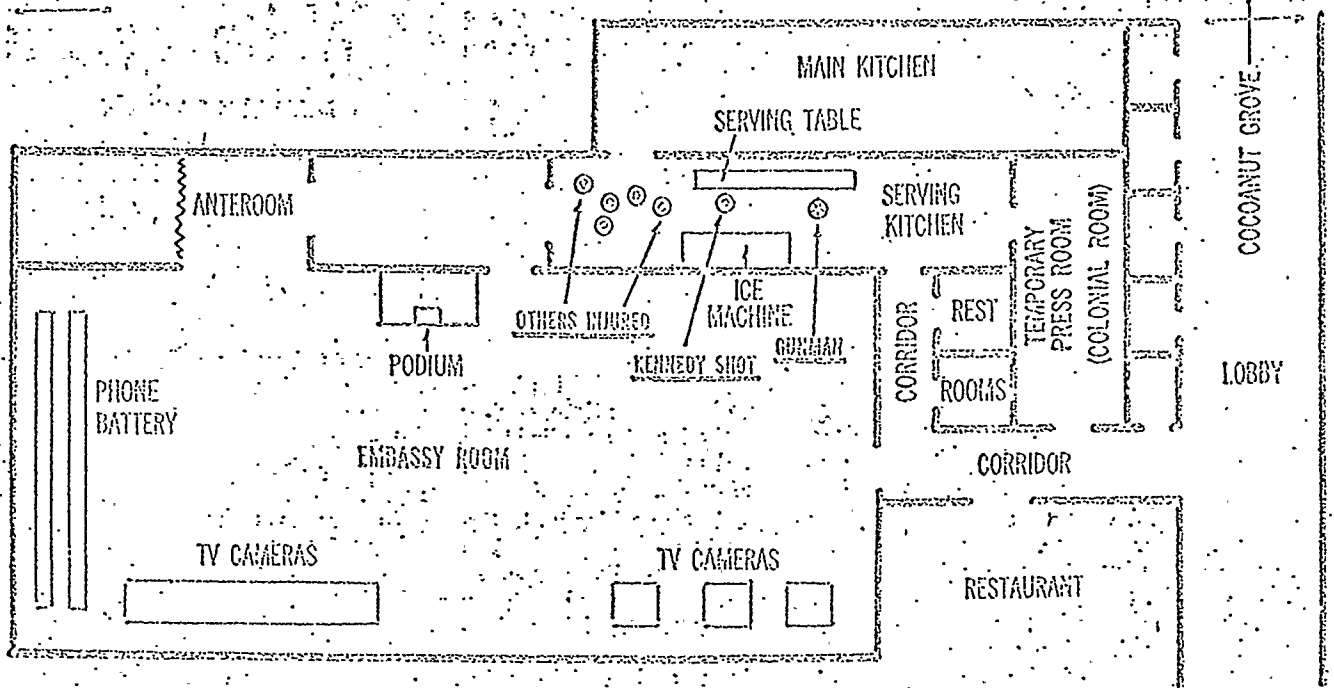 MAIN KITCHEN
SERVING TABLE
ANTEROOM
SERVING
KITCHEN
TEMPORARY
PRESS ROOM
(COLONIAL ROOM)
COCOANUT GROVE
OTHERS INJURED
ICE
MACHINE
KENNEDY SHOT
GUNMAN
PODIUM
CORRIDOR
REST
ROOMS
LOBBY
PHONE
BATTERY
EMBASSY ROOM
CORRIDOR
TV CAMERAS
TV CAMERAS
RESTAURANT